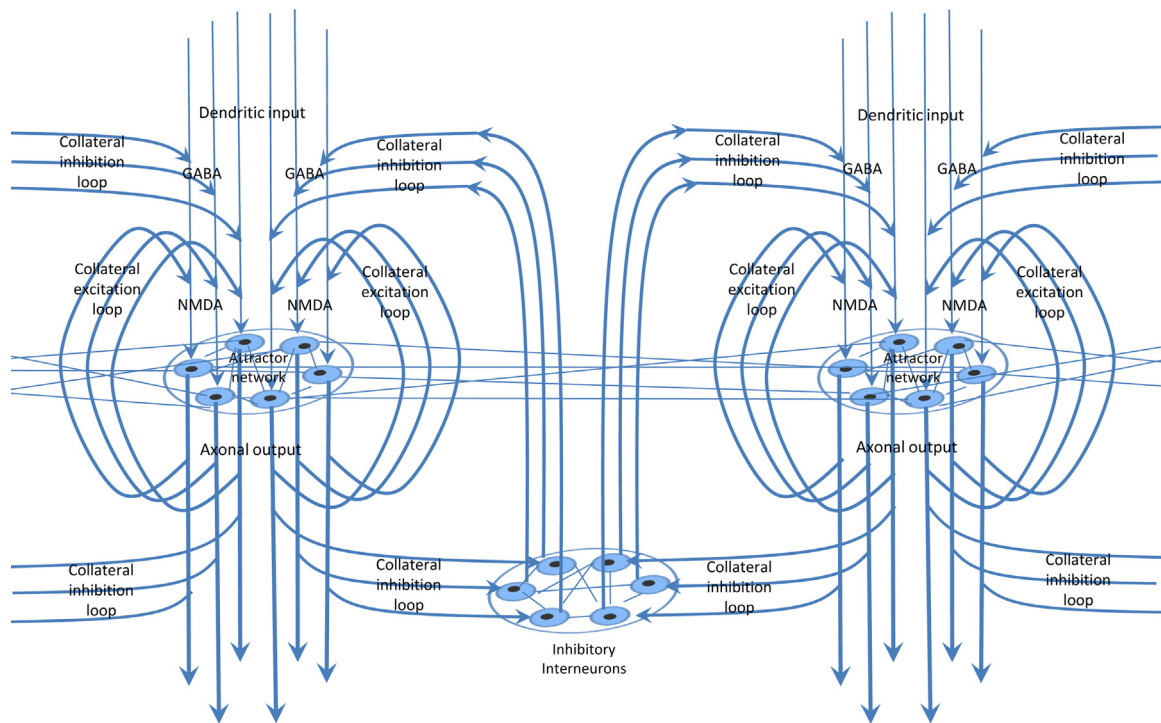 Dendritic input
Dendritic input
Collateral
inhibition
loop
Collateral
inhibition
loop
Collateral
inhibition
loop
Collateral
inhibition
loop
GABA
GABA
GABA
GABA
Collateral
excitation
loop
Collateral
excitation
loop
Collateral
excitation
loop
Collateral
excitation
loop
NMDA
NMDA
NMDA
NMDA
Attractor
network
Attractor
network
Axonal output
Axonal output
Collateral
inhibition
loop
Collateral
inhibition
loop
Collateral
inhibition
loop
Collateral
inhibition
loop
Inhibitory
Interneurons